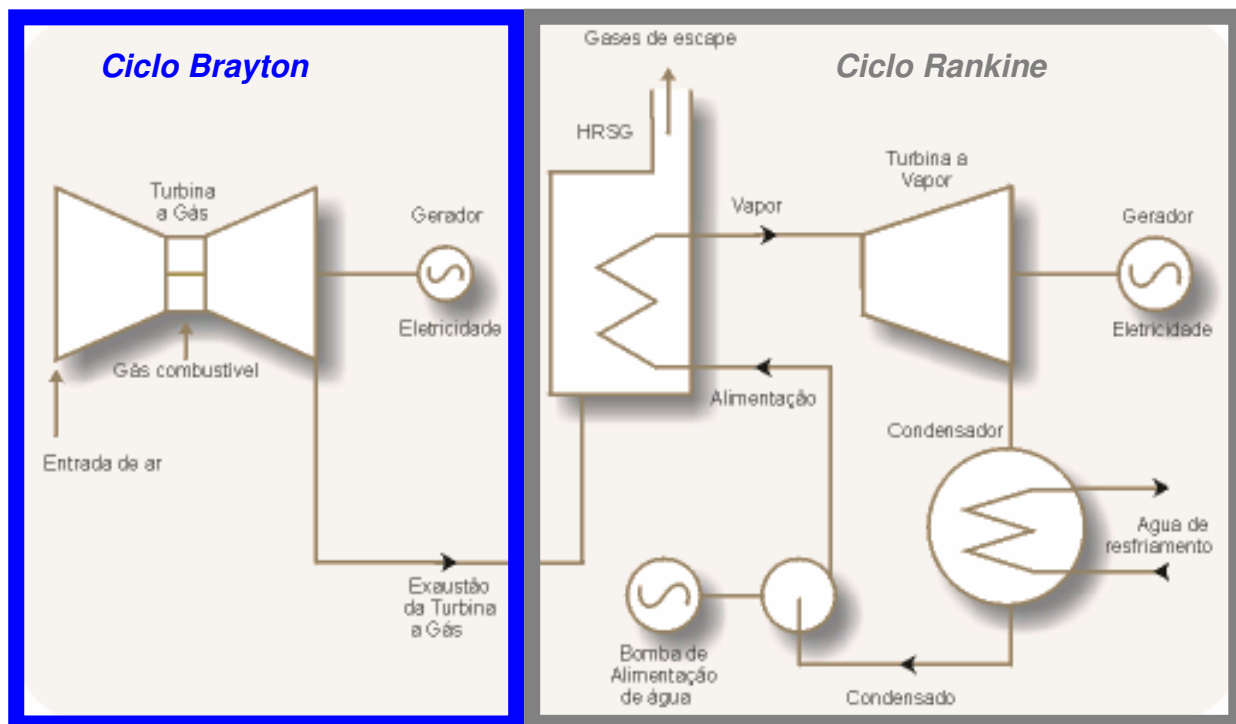 Ciclo Brayton
Turbina
a Gás
Gerador
Eletricidade
Gás combustível
Entrada de ar
Exaustão
da Turbina
a Gás
Ciclo Rankine
Gases de escape
HRSG
Vapor
Turbina a
Vapor
Gerador
Eletricidade
Alimentação
Condensador
Agua de
resfriamento
Bomba de
Alimentação
de água
Condensado